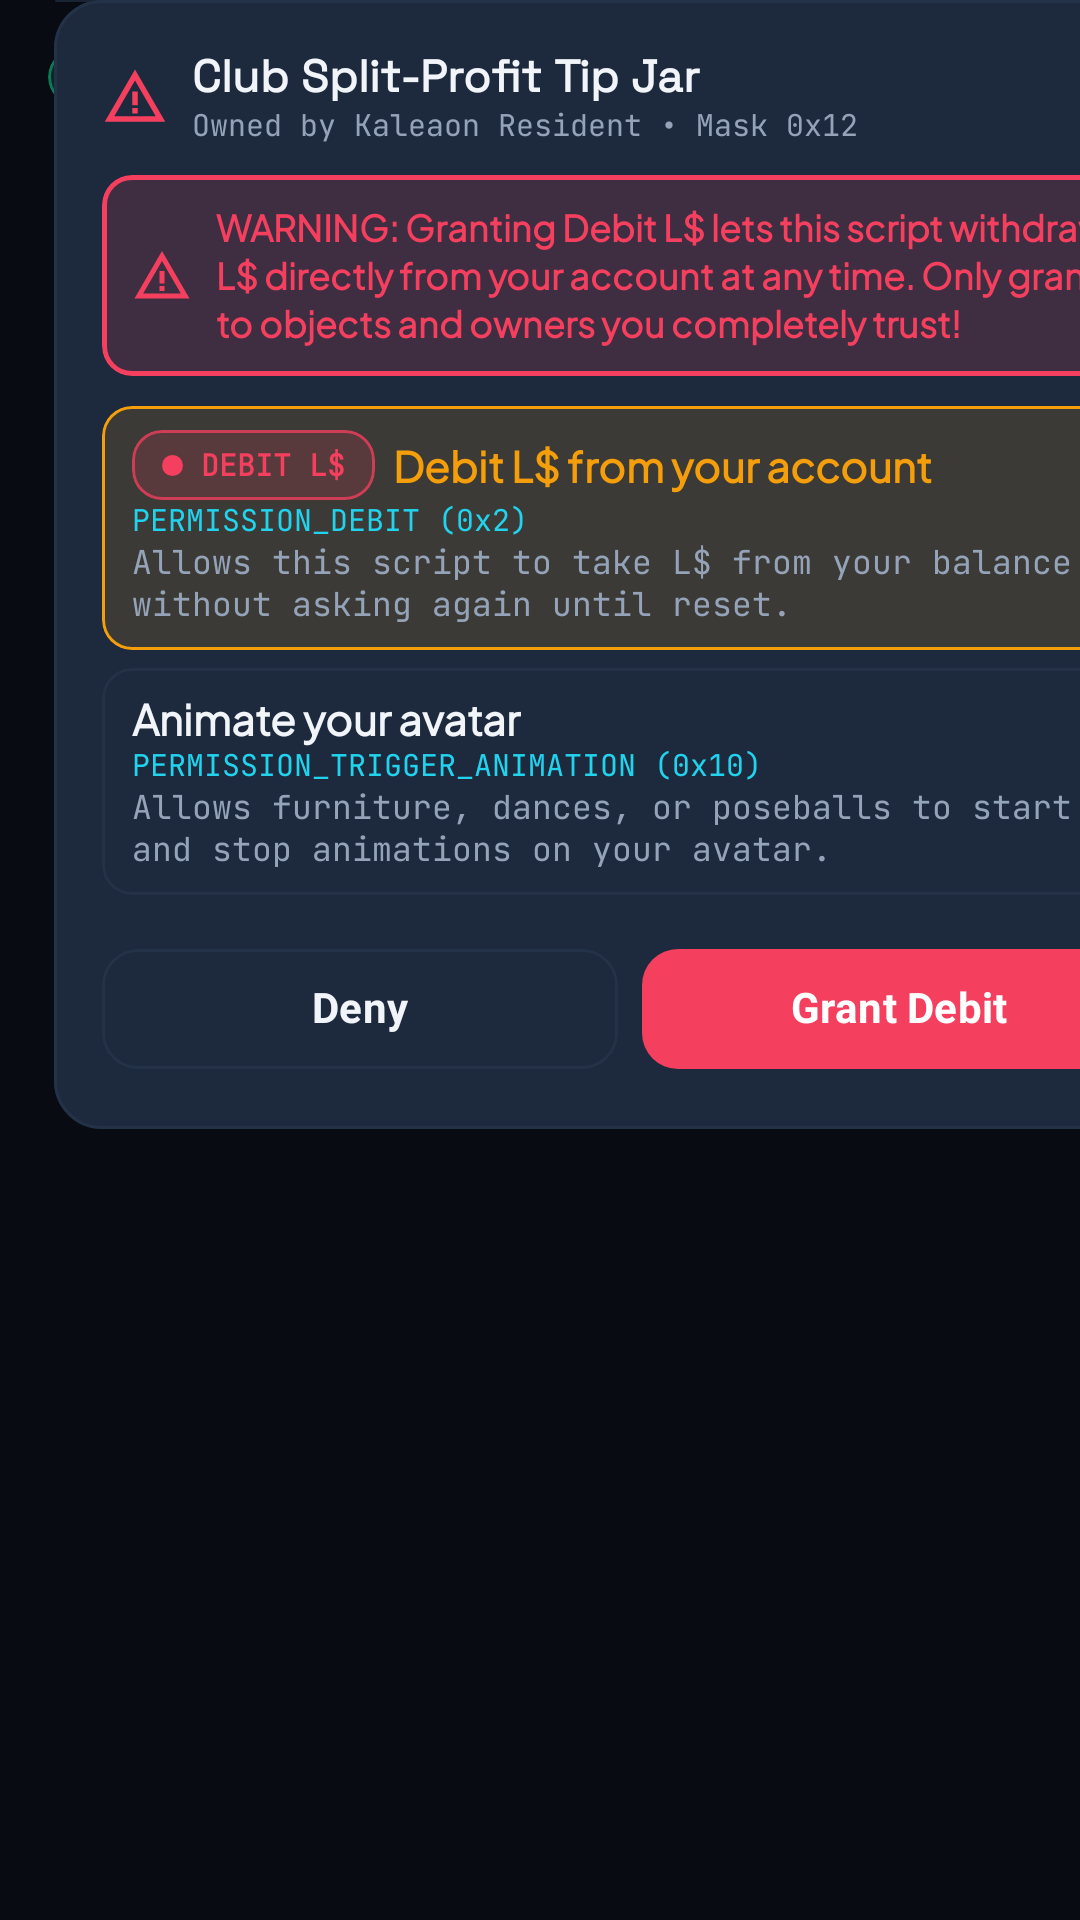 Club Split-Profit Tip Jar
Owned by Kaleaon Resident • Mask 0x12
WARNING: Granting Debit L$ lets this script
L$ directly from your account at any time. Only
to objects and owners you completely trust!
DEBIT L$ Debit L$ from your account
PERMISSION_DEBIT (0x2)
Allows this script to take L$ from your balance
without asking again until reset.
Animate your avatar
PERMISSION_TRIGGER_ANIMATION (0x10)
Allows furniture, dances, or poseballs to start
and stop animations on your avatar.
Deny
Grant Debit